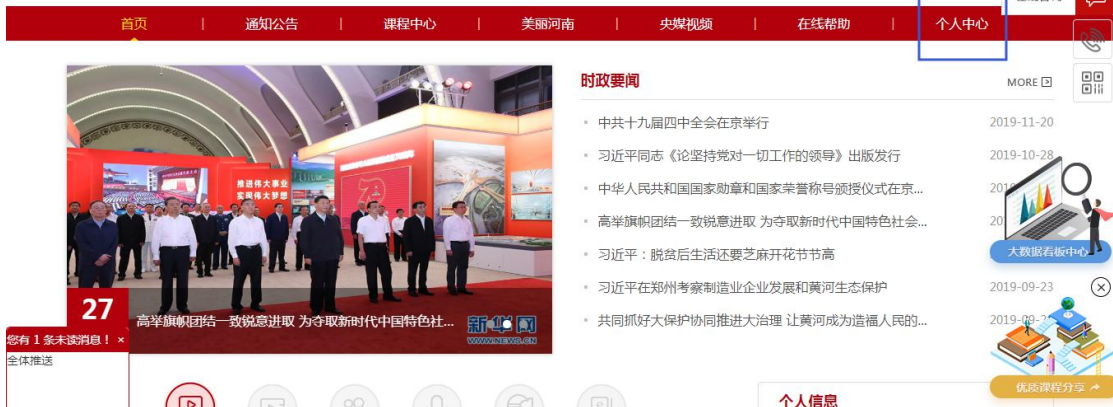 首页 | 通知公告 | 课程中心 | 美丽河南 | 央媒视频 | 在线帮助 | 个人中心
推进伟大事业
实现伟大梦想
70
27
高举旗帜团结一致锐意进取 为夺取新时代中国特色社...
新华网
WWW.NEWS.CN
时政要闻
MORE
中共十九届四中全会在京举行 2019-11-20
习近平同志《论坚持党对一切工作的领导》出版发行 2019-10-28
中华人民共和国国家勋章和国家荣誉称号颁授仪式在京... 201
高举旗帜团结一致锐意进取 为夺取新时代中国特色社会... 20
习近平：脱贫后生活还要芝麻开花节节高
习近平在郑州考察制造业企业发展和黄河生态保护 2019-09-23
共同抓好大保护协同推进大治理 让黄河成为造福人民的... 2019-09-2
大数据看板中心
优质课程分享
您有 1 条未读消息！ ×
全体推送
个人信息